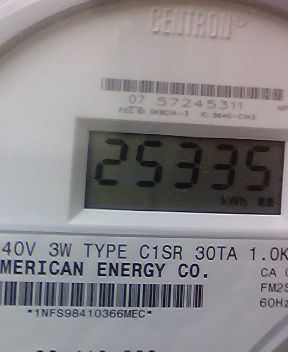 CENTRON®
07 57245311
25335
kWh
40V 3W TYPE C1SR 30TA 1.0K
MERICAN ENERGY CO.
CA
FM2S
60Hz
*1NFS98410366MEC*